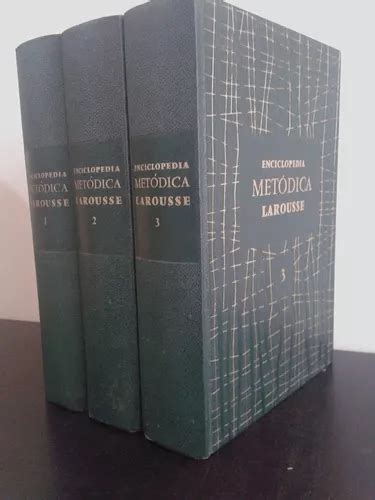 ENCICLOPEDIA
METÓDICA
LAROUSSE
1
ENCICLOPEDIA
METÓDICA
LAROUSSE
2
ENCICLOPEDIA
METÓDICA
LAROUSSE
3
ENCICLOPEDIA
METÓDICA
LAROUSSE
3